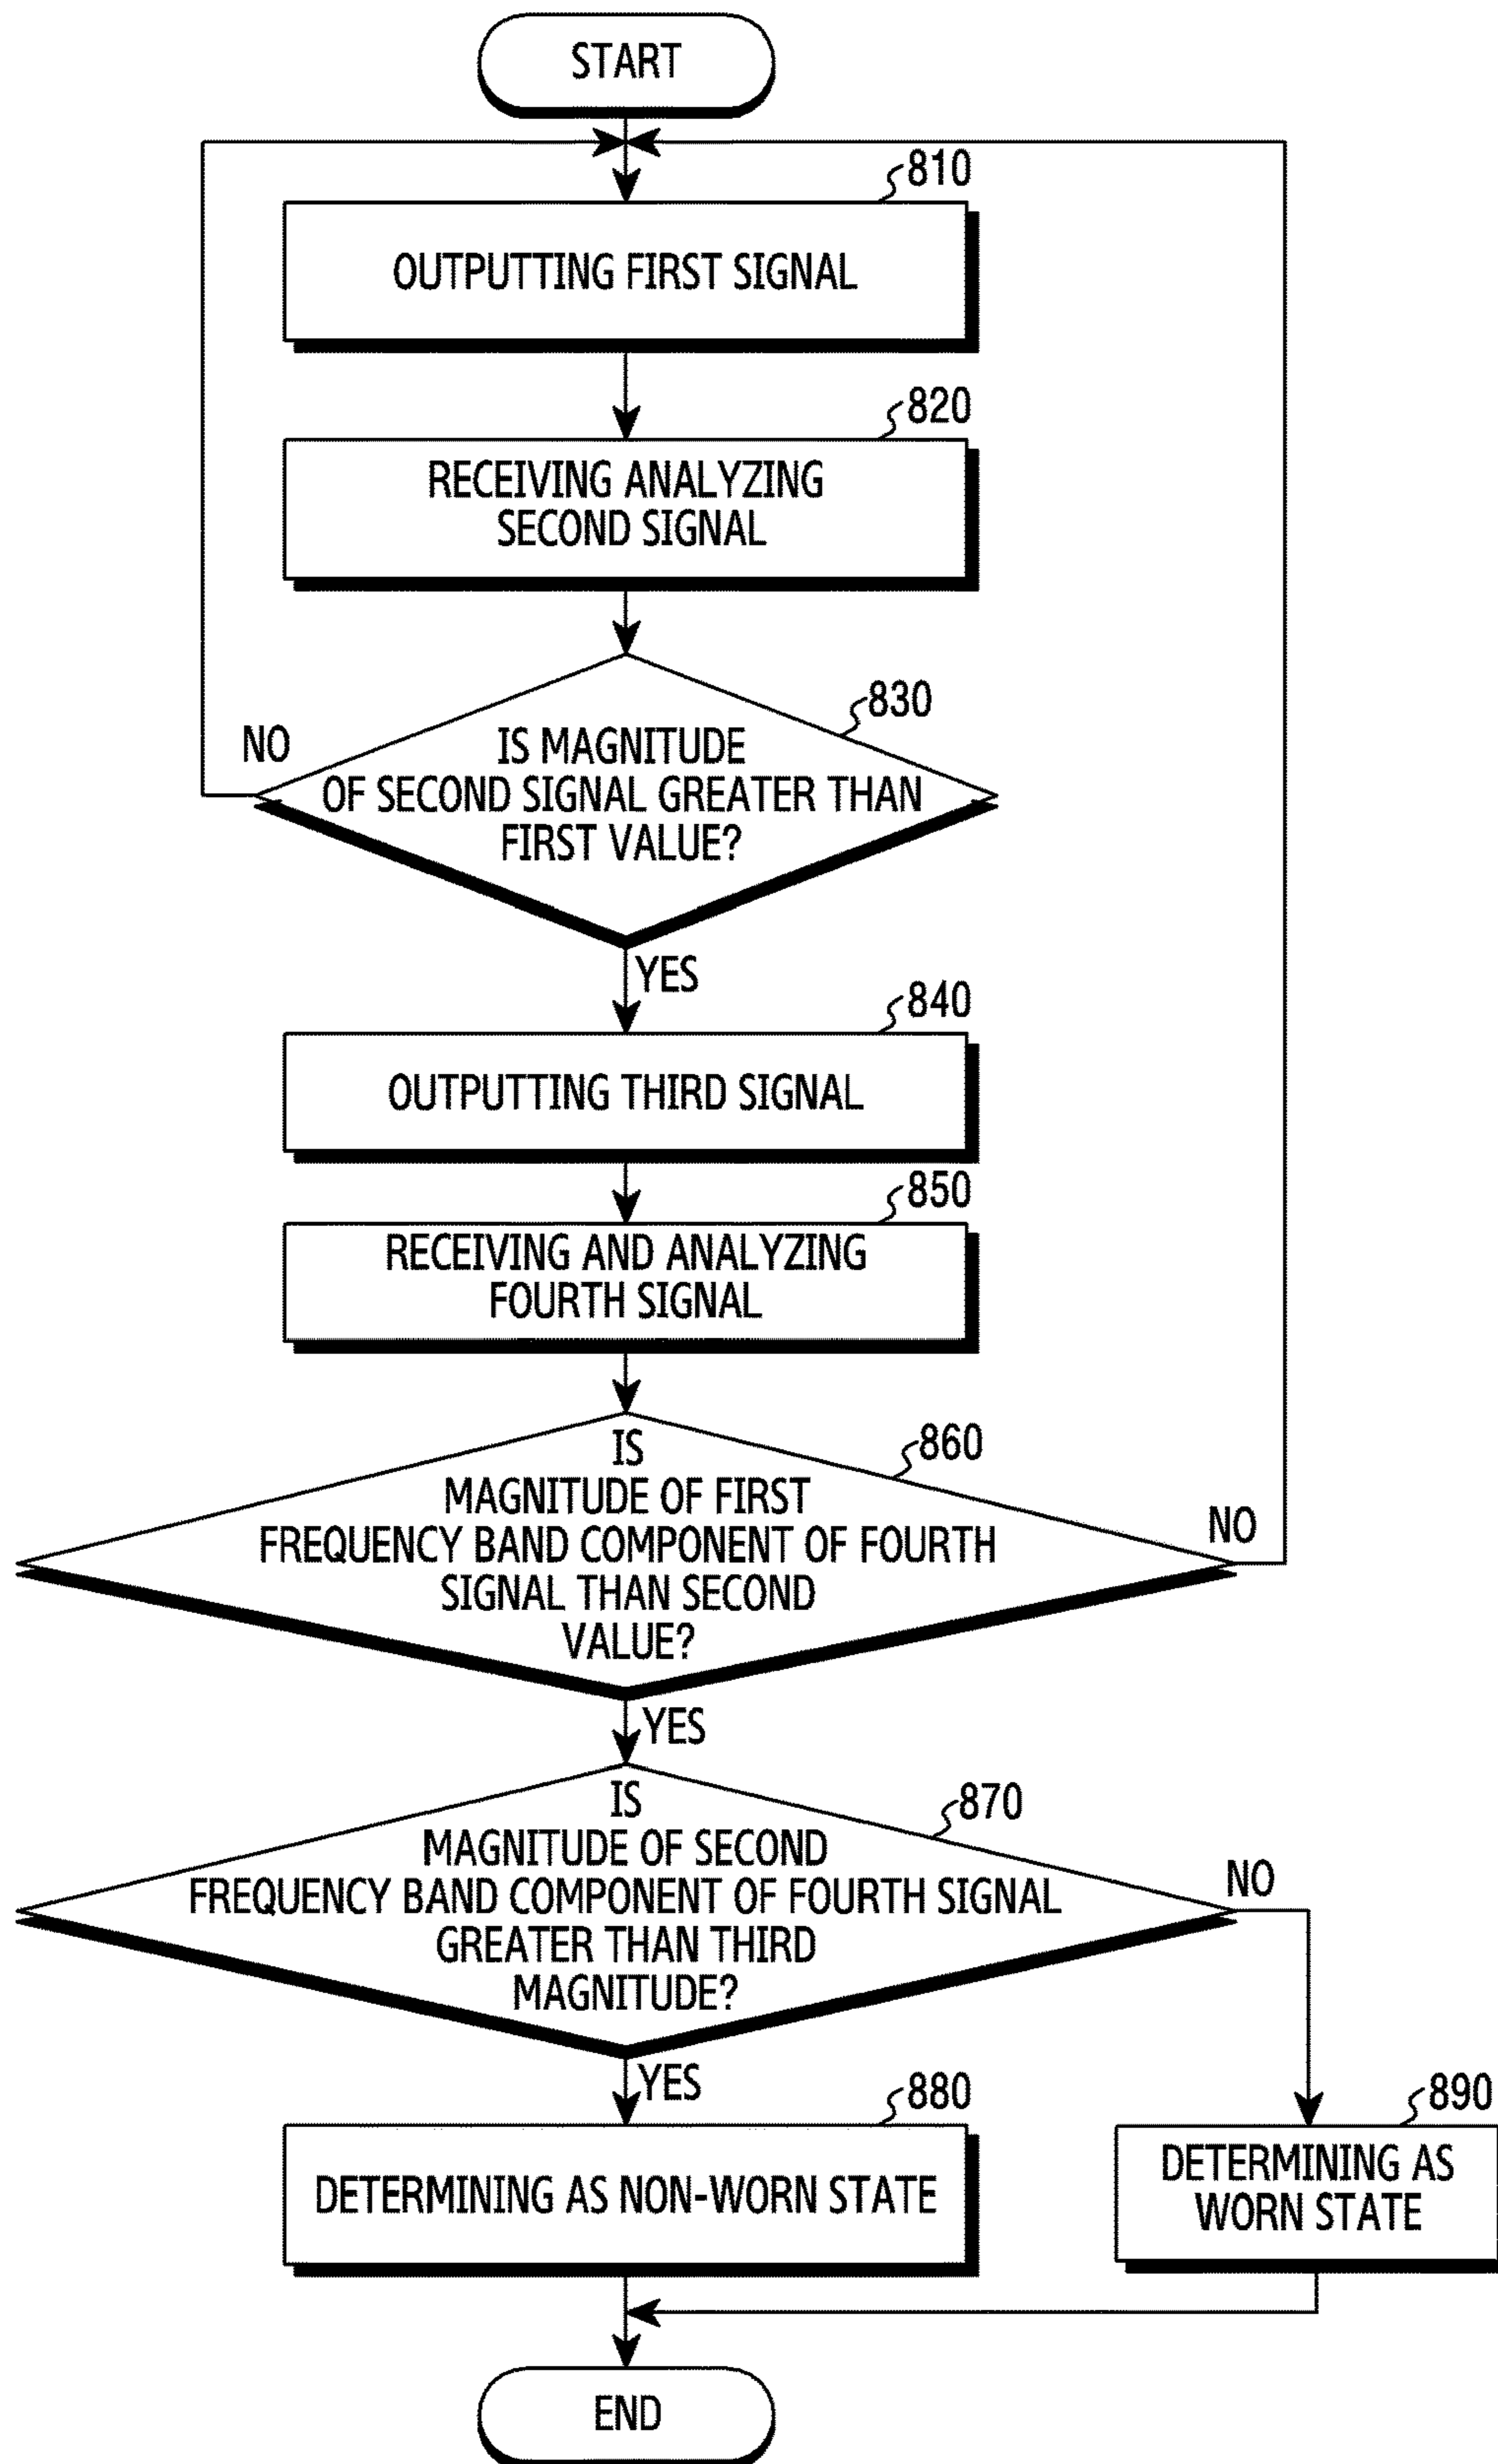 START
810
OUTPUTTING FIRST SIGNAL
820
RECEIVING ANALYZING
SECOND SIGNAL
830
NO
IS MAGNITUDE
OF SECOND SIGNAL GREATER THAN
FIRST VALUE?
YES
840
OUTPUTTING THIRD SIGNAL
850
RECEIVING AND ANALYZING
FOURTH SIGNAL
860
IS
MAGNITUDE OF FIRST
FREQUENCY BAND COMPONENT OF FOURTH
SIGNAL THAN SECOND
VALUE?
NO
YES
870
IS
MAGNITUDE OF SECOND
FREQUENCY BAND COMPONENT OF FOURTH SIGNAL
GREATER THAN THIRD
MAGNITUDE?
NO
YES
880
DETERMINING AS NON-WORN STATE
890
DETERMINING AS
WORN STATE
END